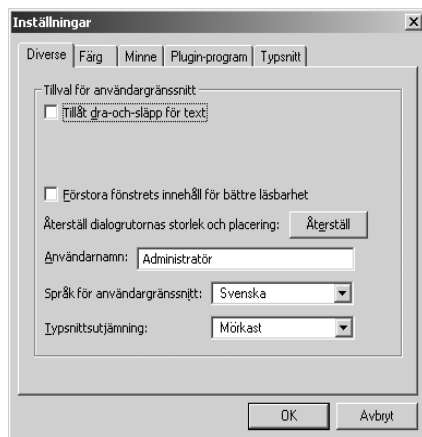 Inställningar
Diverse Färg Minne Plugin-program Typsnitt
Tillval för användargränssnitt
Tillåt dra-och-släpp för text
Förstora fönstrets innehåll för bättre läsbarhet
Återställ dialogrutornas storlek och placering: Återställ
Användarnamn: Administratör
Språk för användargränssnitt: Svenska
Typsnittsutjämning: Mörkast
OK Avbryt